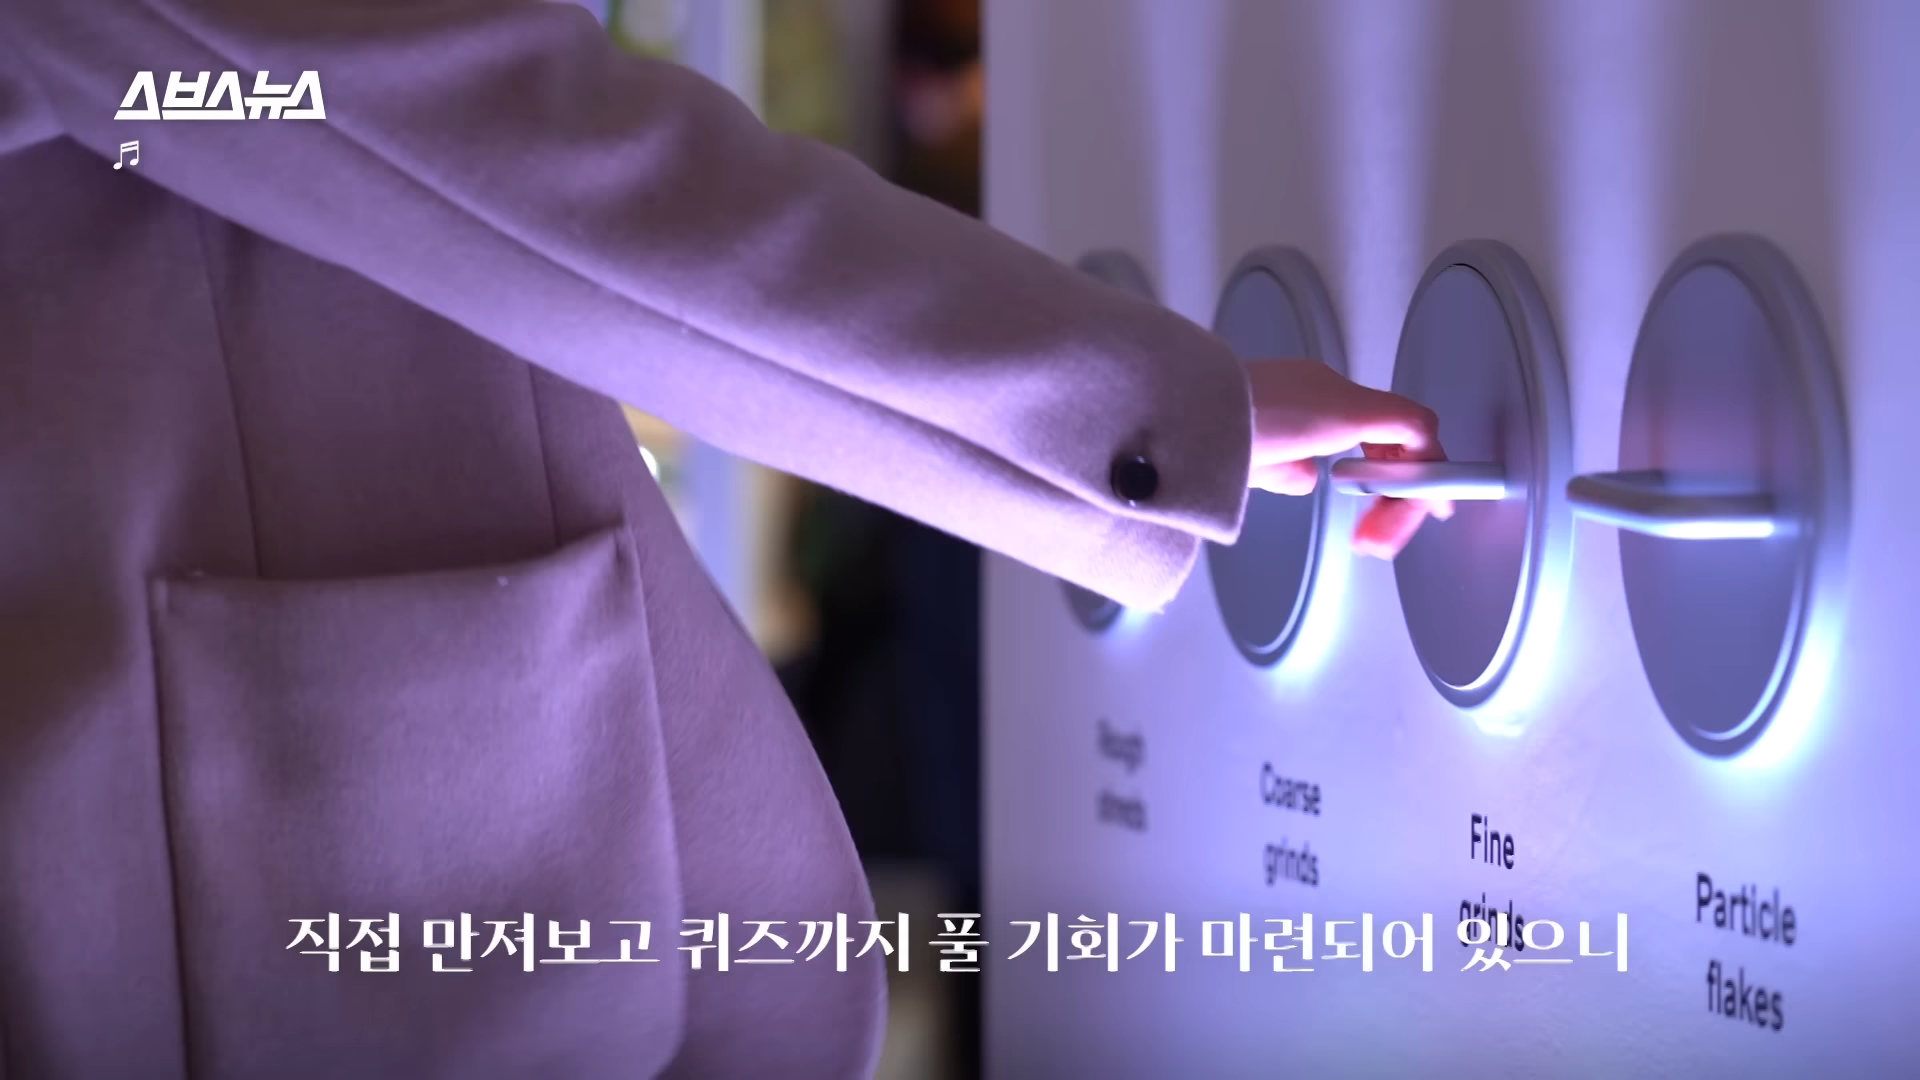 스브스뉴스
♬
Rough
shreds
Coarse
grinds
Fine
grinds
Particle
flakes
직접 만져보고 퀴즈까지 풀 기회가 마련되어 있으니